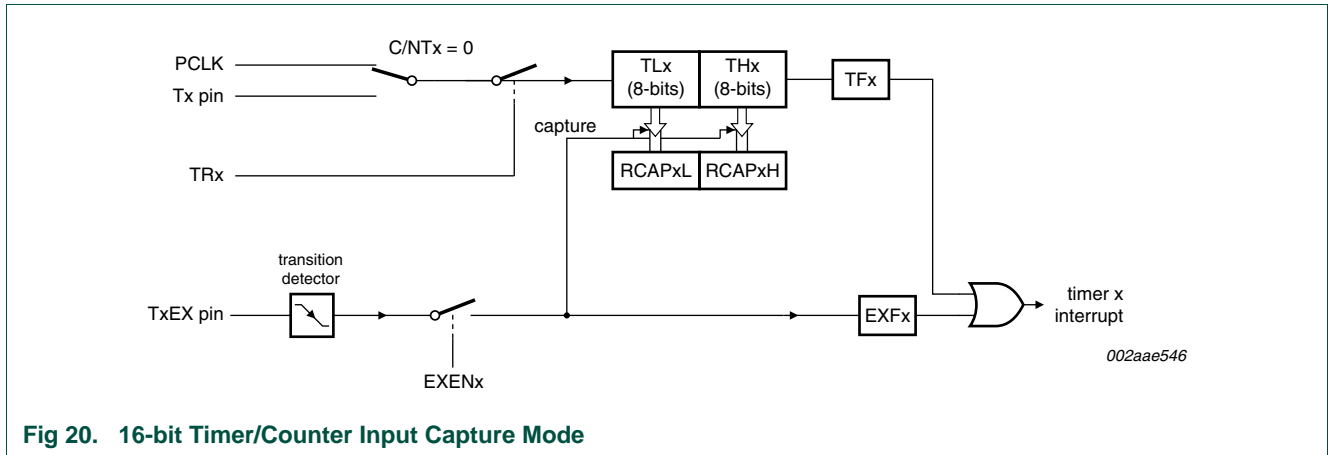 C/NTx = 0
PCLK
Tx pin
TLx
(8-bits)
THx
(8-bits)
TFx
capture
TRx
RCAPxL
RCAPxH
transition
detector
TxEX pin
EXENx
EXFx
timer x
interrupt
002aae546
Fig 20. 16-bit Timer/Counter Input Capture Mode